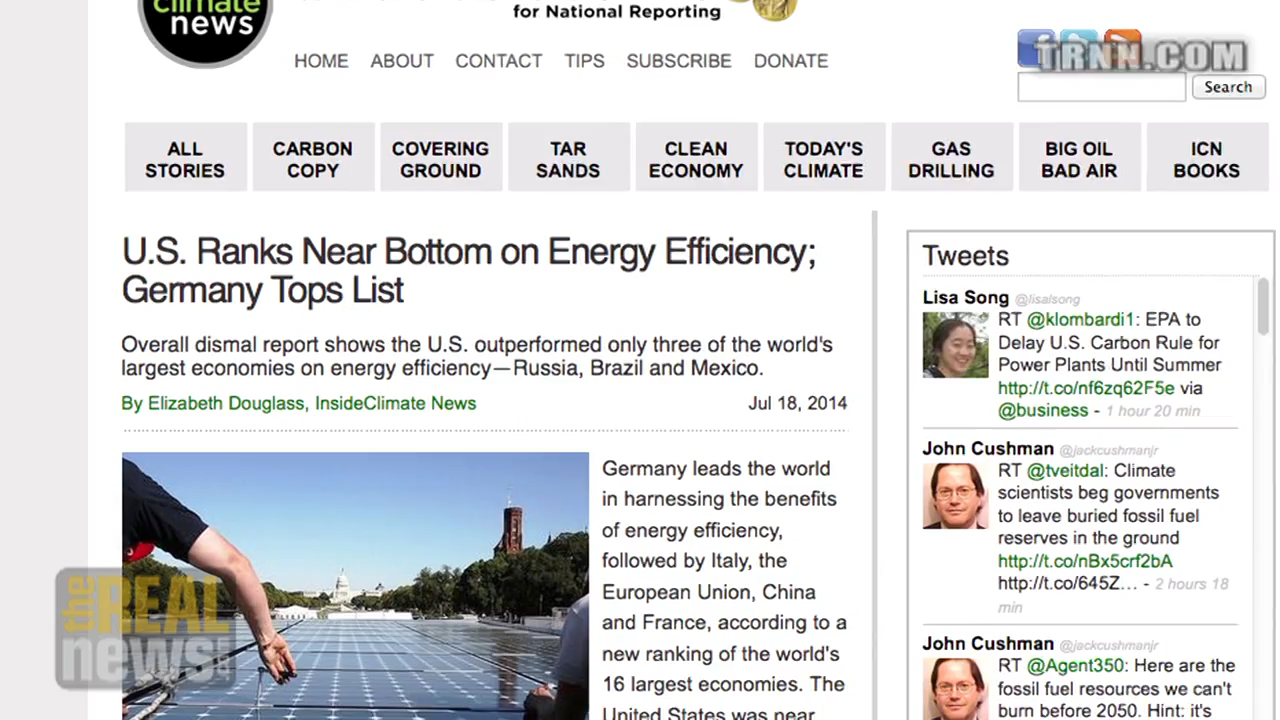 climate
news
for National Reporting
TRNN.COM
HOME ABOUT CONTACT TIPS SUBSCRIBE DONATE
Search
ALL
STORIES
CARBON
COPY
COVERING
GROUND
TAR
SANDS
CLEAN
ECONOMY
TODAY'S
CLIMATE
GAS
DRILLING
BIG OIL
BAD AIR
ICN
BOOKS
U.S. Ranks Near Bottom on Energy Efficiency;
Germany Tops List
Overall dismal report shows the U.S. outperformed only three of the world's
largest economies on energy efficiency—Russia, Brazil and Mexico.
By Elizabeth Douglass, InsideClimate News
Jul 18, 2014
Germany leads the world
in harnessing the benefits
of energy efficiency,
followed by Italy, the
European Union, China
and France, according to a
new ranking of the world's
16 largest economies. The
United States was near
the REAL
news
Tweets
Lisa Song @lisalsong
RT @klombardi1: EPA to
Delay U.S. Carbon Rule for
Power Plants Until Summer
http://t.co/nf6zq62F5e via
@business - 1 hour 20 min
John Cushman @jackcushmanjr
RT @tveitdal: Climate
scientists beg governments
to leave buried fossil fuel
reserves in the ground
http://t.co/nBx5crf2bA
http://t.co/645Z... - 2 hours 18
min
John Cushman @jackcushmanjr
RT @Agent350: Here are the
fossil fuel resources we can't
burn before 2050. Hint: it's